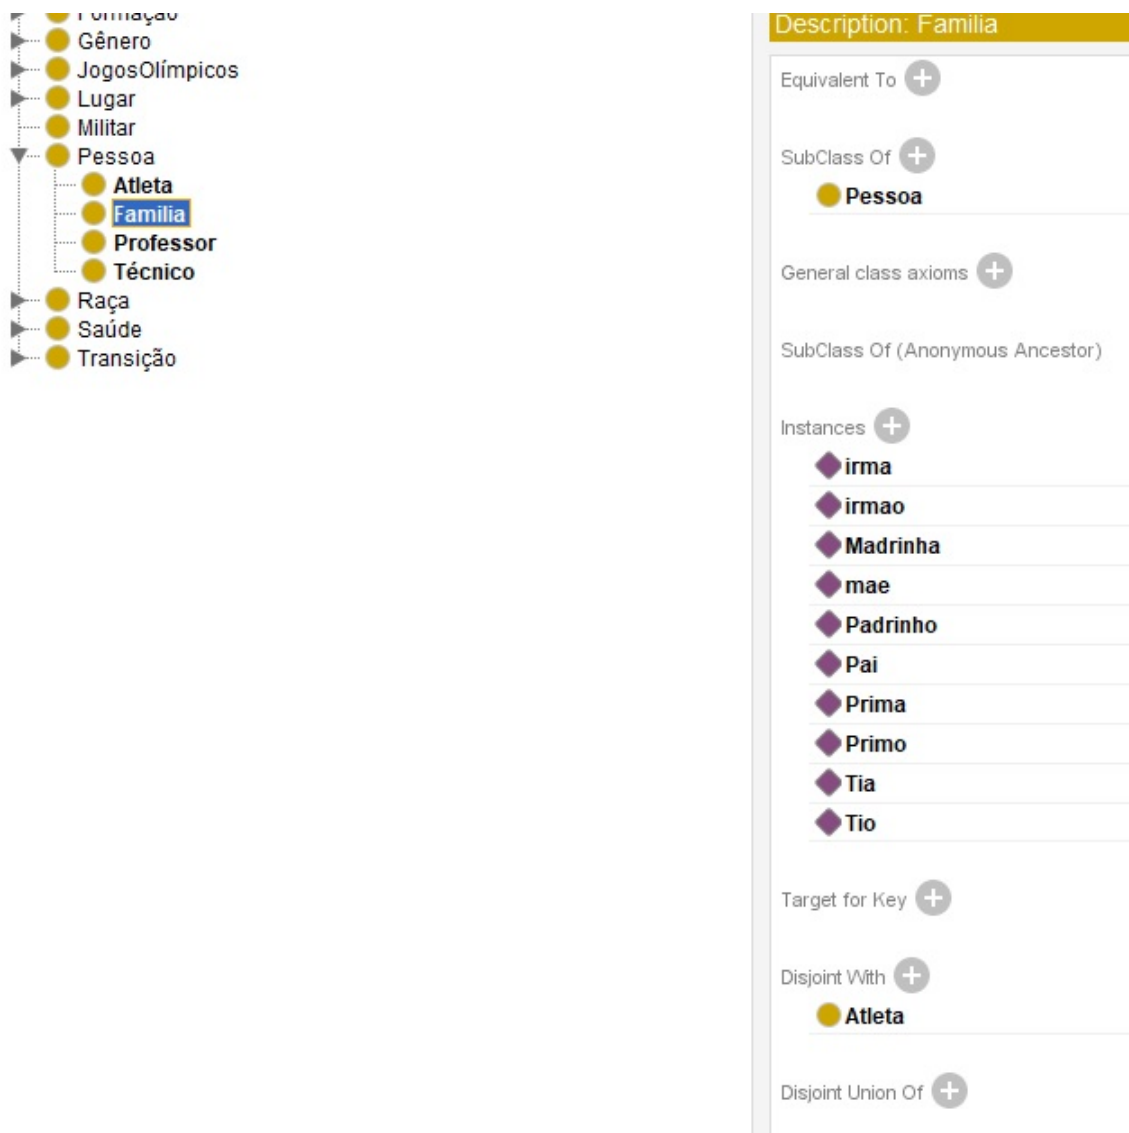 Formação
Gênero
JogosOlímpicos
Lugar
Militar
Pessoa
Atleta
Familia
Professor
Técnico
Raça
Saúde
Transição
Description: Familia
Equivalent To
SubClass Of
Pessoa
General class axioms
SubClass Of (Anonymous Ancestor)
Instances
irma
irmao
Madrinha
mae
Padrinho
Pai
Prima
Primo
Tia
Tio
Target for Key
Disjoint With
Atleta
Disjoint Union Of